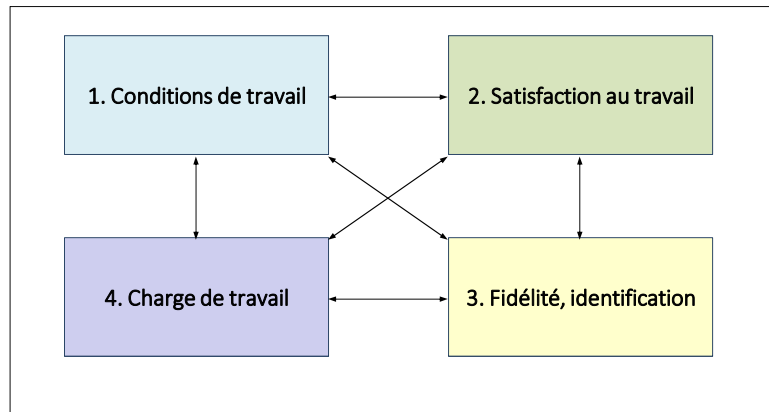 1. Conditions de travail
2. Satisfaction au travail
4. Charge de travail
3. Fidélité, identification